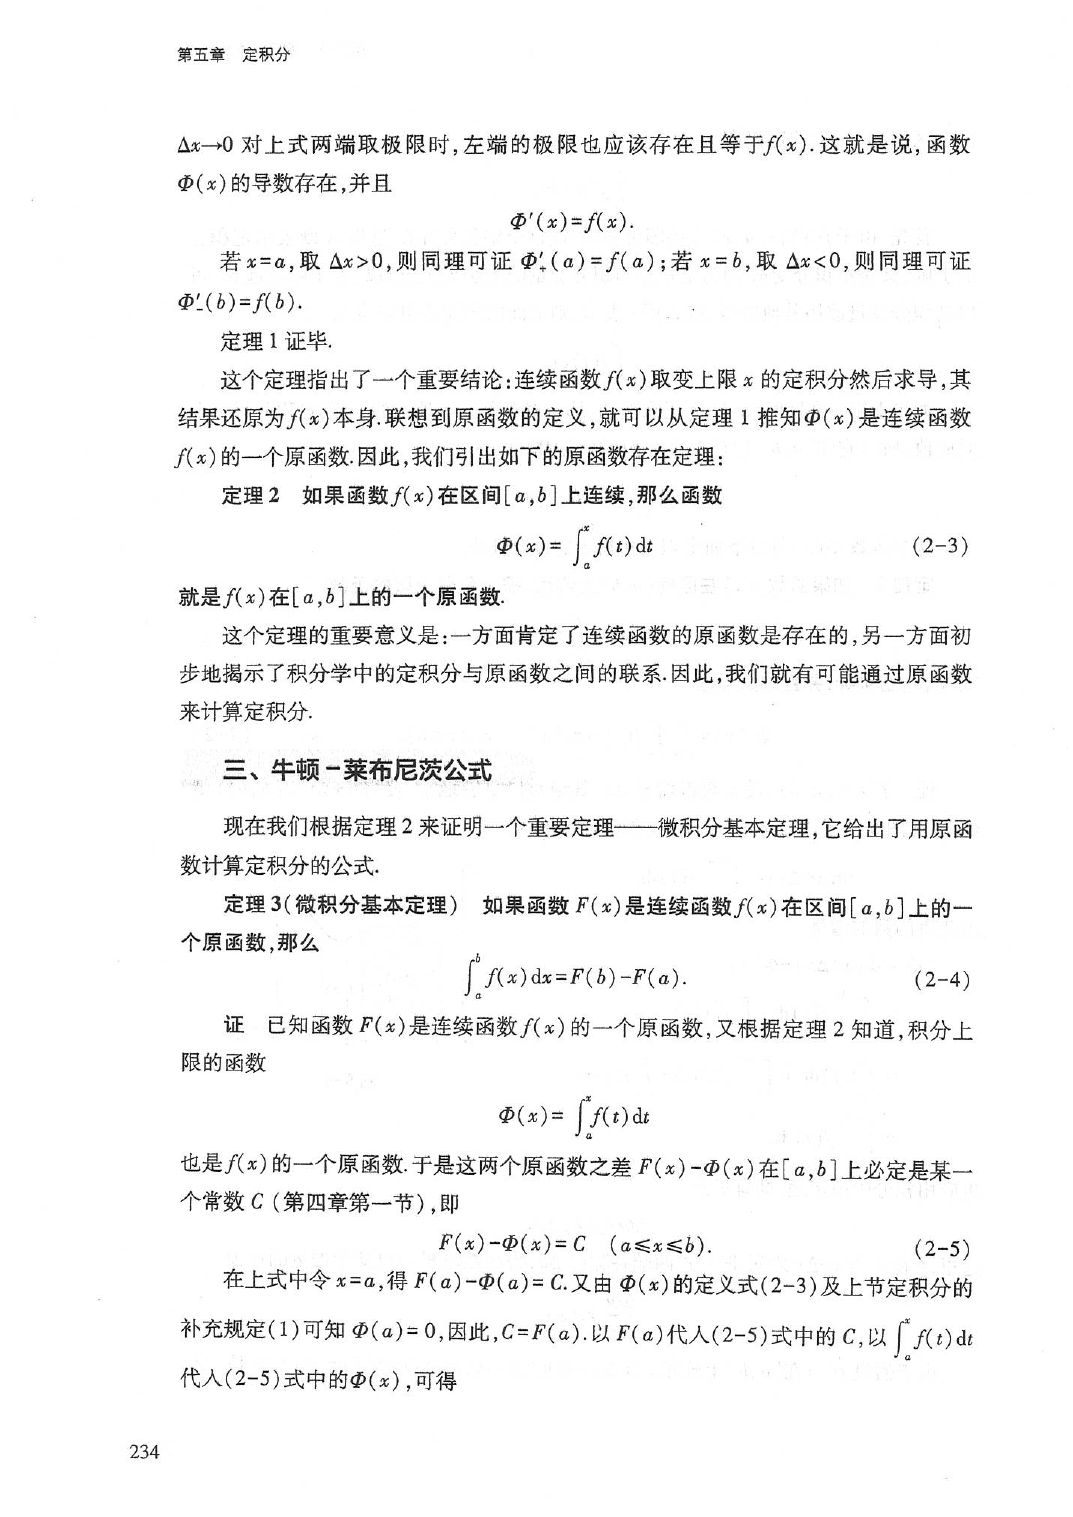 第五章 定积分
Δx→0 对上式两端取极限时,左端的极限也应该存在且等于f(x).这就是说,函数
Φ(x)的导数存在,并且
Φ′(x)=f(x).
若 x=a,取 Δx>0,则同理可证 Φ′₊(a)=f(a);若 x=b,取 Δx<0,则同理可证
Φ′₋(b)=f(b).
定理 1 证毕.
这个定理指出了一个重要结论:连续函数f(x)取变上限 x 的定积分然后求导,其
结果还原为f(x)本身.联想到原函数的定义,就可以从定理 1 推知Φ(x)是连续函数
f(x)的一个原函数.因此,我们引出如下的原函数存在定理:
定理 2 如果函数f(x)在区间[a,b]上连续,那么函数
Φ(x)=∫ₐˣ f(t)dt (2-3)
就是f(x)在[a,b]上的一个原函数.
这个定理的重要意义是:一方面肯定了连续函数的原函数是存在的,另一方面初
步地揭示了积分学中的定积分与原函数之间的联系.因此,我们就有可能通过原函数
来计算定积分.
三、牛顿-莱布尼茨公式
现在我们根据定理 2 来证明一个重要定理——微积分基本定理,它给出了用原函
数计算定积分的公式.
定理 3(微积分基本定理) 如果函数 F(x)是连续函数f(x)在区间[a,b]上的一
个原函数,那么
∫ₐᵇ f(x)dx=F(b)-F(a). (2-4)
证 已知函数 F(x)是连续函数f(x)的一个原函数,又根据定理 2 知道,积分上
限的函数
Φ(x)=∫ₐˣ f(t)dt
也是f(x)的一个原函数.于是这两个原函数之差 F(x)-Φ(x)在[a,b]上必定是某一
个常数 C (第四章第一节),即
F(x)-Φ(x)=C (a≤x≤b). (2-5)
在上式中令 x=a,得 F(a)-Φ(a)=C.又由 Φ(x)的定义式(2-3)及上节定积分的
补充规定(1)可知 Φ(a)=0,因此,C=F(a).以 F(a)代入(2-5)式中的 C,以∫ₐˣ f(t)dt
代入(2-5)式中的Φ(x),可得
234